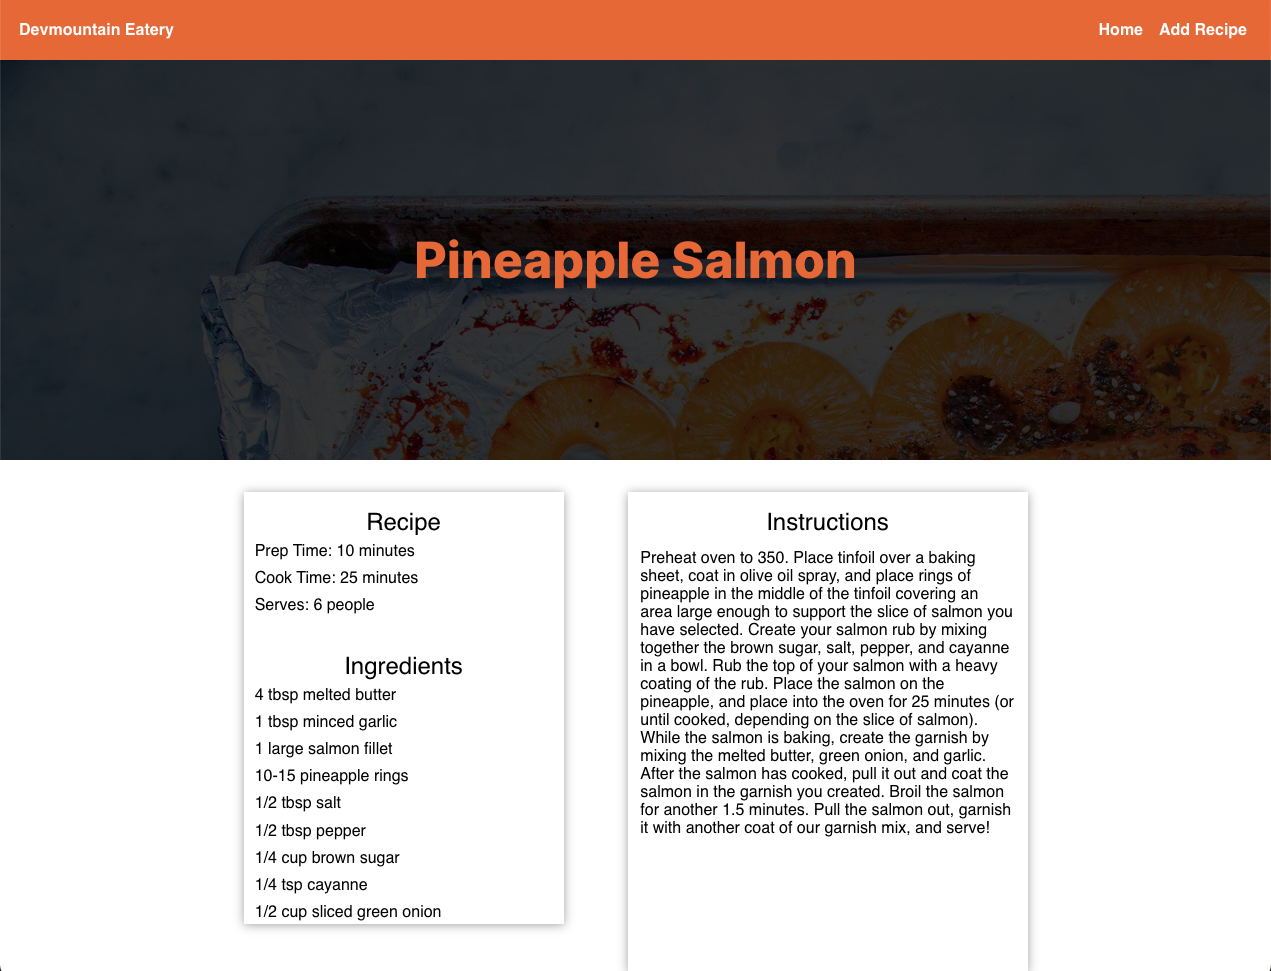 Devmountain Eatery
Home Add Recipe
Pineapple Salmon
Recipe
Prep Time: 10 minutes
Cook Time: 25 minutes
Serves: 6 people
Ingredients
4 tbsp melted butter
1 tbsp minced garlic
1 large salmon fillet
10-15 pineapple rings
1/2 tbsp salt
1/2 tbsp pepper
1/4 cup brown sugar
1/4 tsp cayanne
1/2 cup sliced green onion
Instructions
Preheat oven to 350. Place tinfoil over a baking
sheet, coat in olive oil spray, and place rings of
pineapple in the middle of the tinfoil covering an
area large enough to support the slice of salmon you
have selected. Create your salmon rub by mixing
together the brown sugar, salt, pepper, and cayanne
in a bowl. Rub the top of your salmon with a heavy
coating of the rub. Place the salmon on the
pineapple, and place into the oven for 25 minutes (or
until cooked, depending on the slice of salmon).
While the salmon is baking, create the garnish by
mixing the melted butter, green onion, and garlic.
After the salmon has cooked, pull it out and coat the
salmon in the garnish you created. Broil the salmon
for another 1.5 minutes. Pull the salmon out, garnish
it with another coat of our garnish mix, and serve!